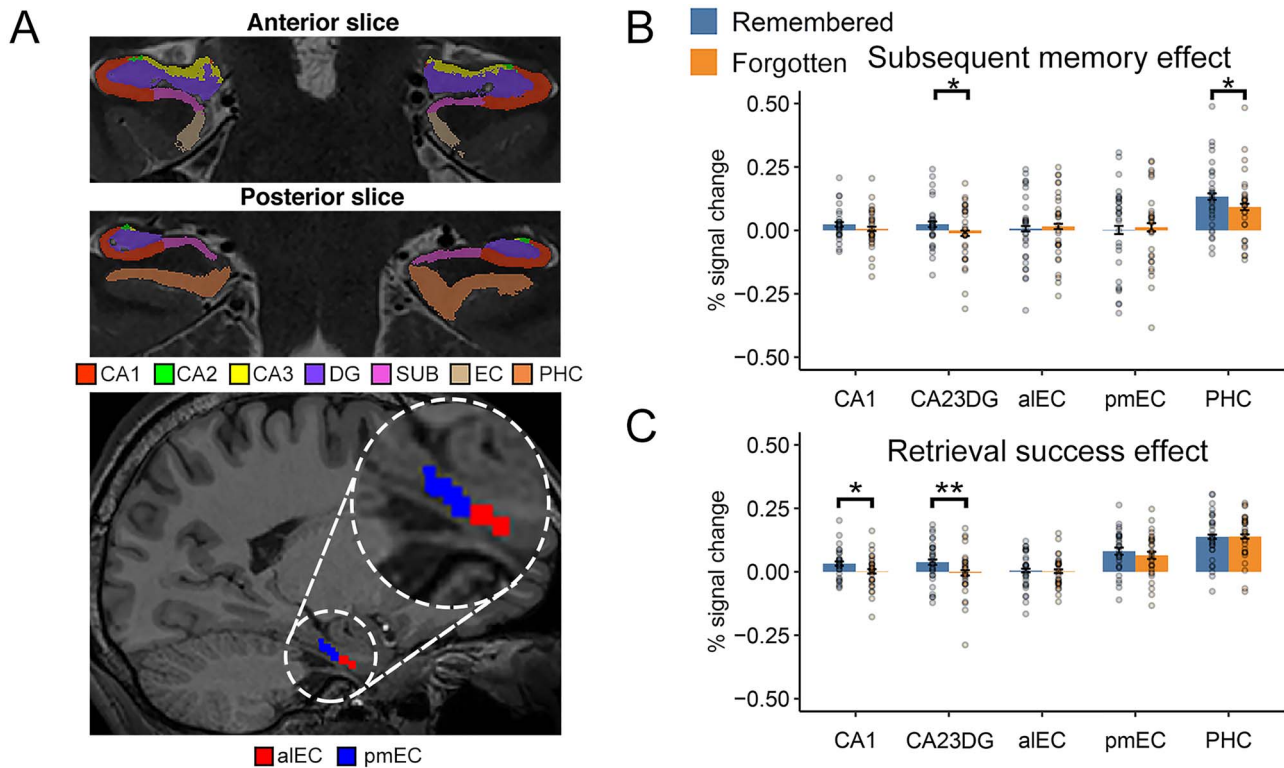 A
Anterior slice
Posterior slice
CA1 CA2 CA3 DG SUB EC PHC
alEC pmEC
B
Remembered
Forgotten
Subsequent memory effect
% signal change
0.50
0.25
0.00
−0.25
−0.50
* *
CA1 CA23DG alEC pmEC PHC
C
Retrieval success effect
% signal change
0.50
0.25
0.00
−0.25
−0.50
* **
CA1 CA23DG alEC pmEC PHC